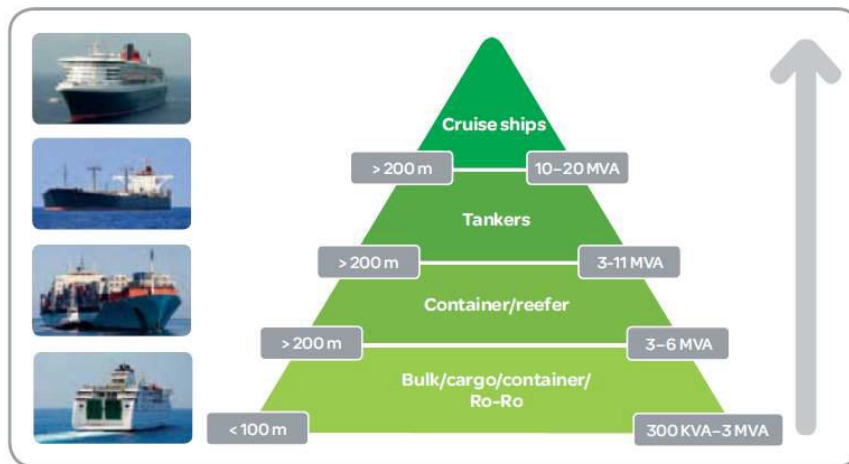 Cruise ships
> 200 m
10–20 MVA
Tankers
> 200 m
3-11 MVA
Container/reefer
> 200 m
3–6 MVA
Bulk/cargo/container/
Ro-Ro
< 100 m
300 KVA–3 MVA